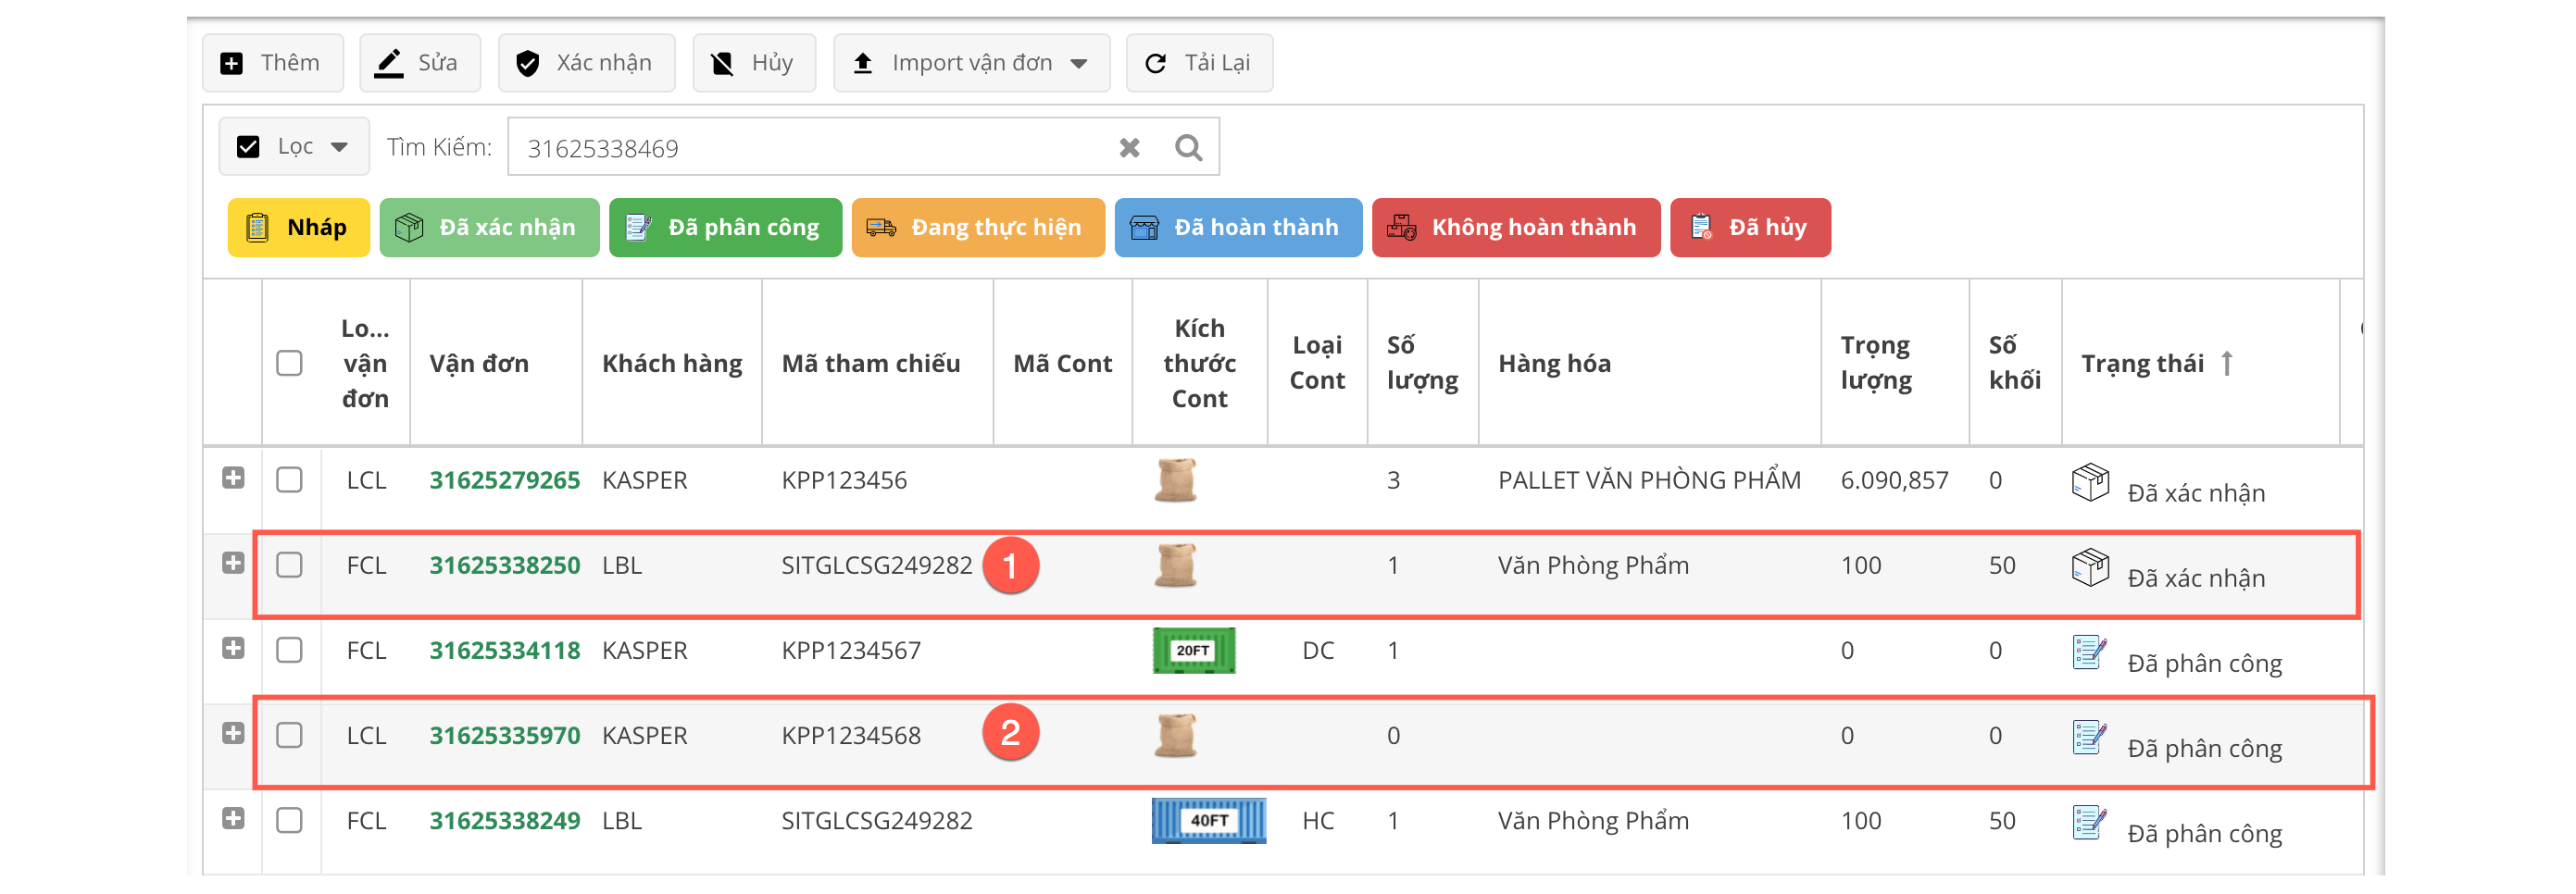 Thêm Sửa Xác nhận Hủy Import vận đơn Tải Lại
Lọc Tìm Kiếm: 31625338469
Nháp Đã xác nhận Đã phân công Đang thực hiện Đã hoàn thành Không hoàn thành Đã hủy
Lo... vận đơn Vận đơn Khách hàng Mã tham chiếu Mã Cont Kích thước Cont Loại Cont Số lượng Hàng hóa Trọng lượng Số khối Trạng thái
LCL 31625279265 KASPER KPP123456 3 PALLET VĂN PHÒNG PHẨM 6.090,857 0 Đã xác nhận
FCL 31625338250 LBL SITGLCSG249282 1 1 Văn Phòng Phẩm 100 50 Đã xác nhận
FCL 31625334118 KASPER KPP1234567 20FT DC 1 0 0 Đã phân công
LCL 31625335970 KASPER KPP1234568 2 0 0 0 Đã phân công
FCL 31625338249 LBL SITGLCSG249282 40FT HC 1 Văn Phòng Phẩm 100 50 Đã phân công